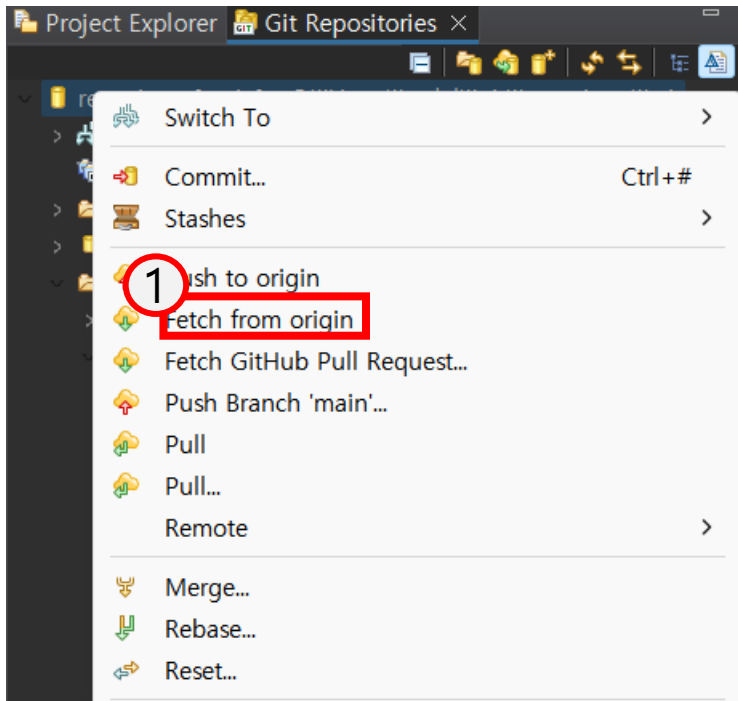 Project Explorer Git Repositories
Switch To
Commit... Ctrl+#
Stashes
1
ush to origin
Fetch from origin
Fetch GitHub Pull Request...
Push Branch 'main'...
Pull
Pull...
Remote
Merge...
Rebase...
Reset...